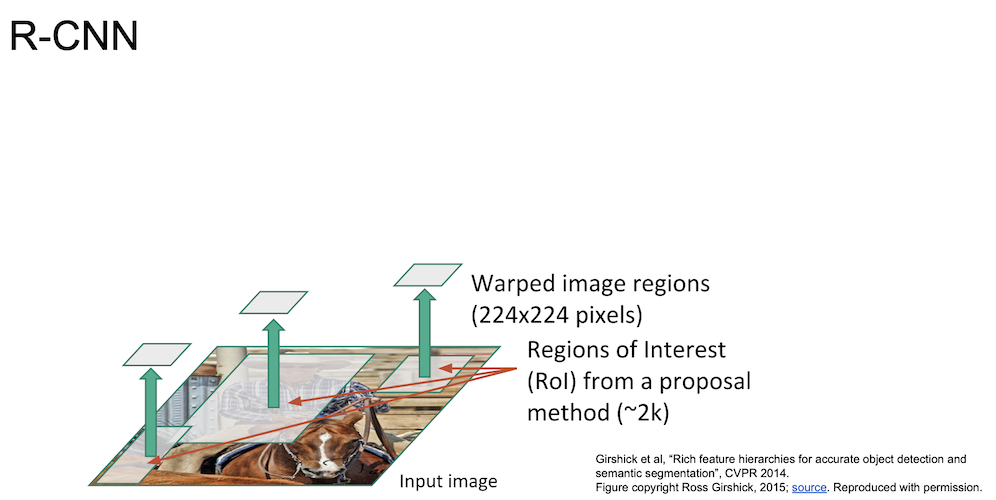 R-CNN
Warped image regions
(224x224 pixels)
Regions of Interest
(RoI) from a proposal
method (~2k)
Input image
Girshick et al, “Rich feature hierarchies for accurate object detection and
semantic segmentation”, CVPR 2014.
Figure copyright Ross Girshick, 2015; source. Reproduced with permission.